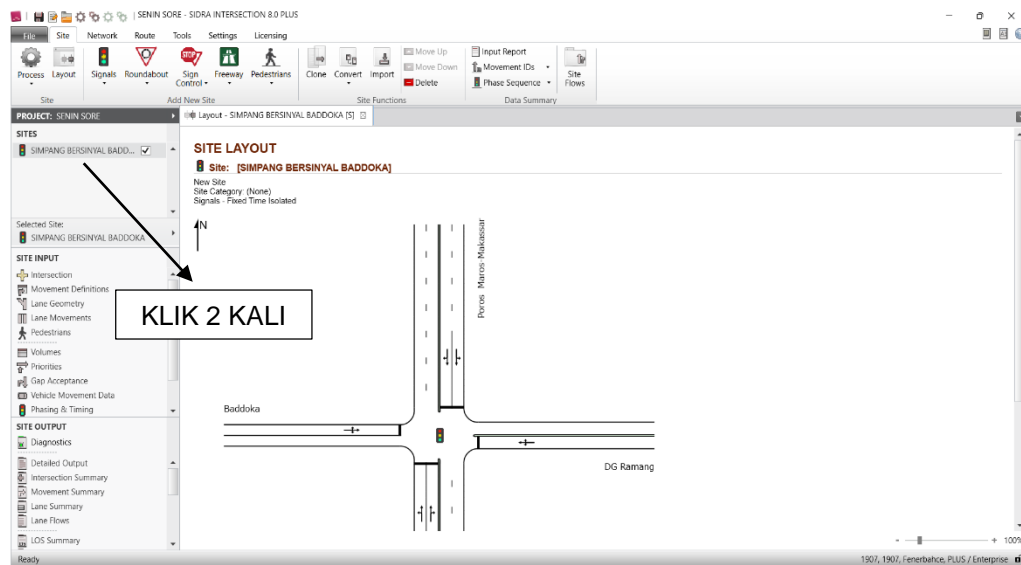 SENIN SORE - SIDRA INTERSECTION 8.0 PLUS
File Site Network Route Tools Settings Licensing
Process Layout Signals Roundabout Sign Control Freeway Pedestrians Clone Convert Import Move Up Move Down Delete Input Report Movement IDs Phase Sequence Site Flows
Site Add New Site Site Functions Data Summary
PROJECT: SENIN SORE
Layout - SIMPANG BERSINYAL BADDOKA [S]
SITES
SIMPANG BERSINYAL BADD...
Selected Site:
SIMPANG BERSINYAL BADDOKA
SITE INPUT
Intersection
Movement Definitions
Lane Geometry
Lane Movements
Pedestrians
Volumes
Priorities
Gap Acceptance
Vehicle Movement Data
Phasing & Timing
SITE OUTPUT
Diagnostics
Detailed Output
Intersection Summary
Movement Summary
Lane Summary
Lane Flows
LOS Summary
SITE LAYOUT
Site: [SIMPANG BERSINYAL BADDOKA]
New Site
Site Category: (None)
Signals - Fixed Time Isolated
N
Poros Maros-Makassar
KLIK 2 KALI
Baddoka
DG Ramang
100%
Ready
1907, 1907, Fenerbahce, PLUS / Enterprise